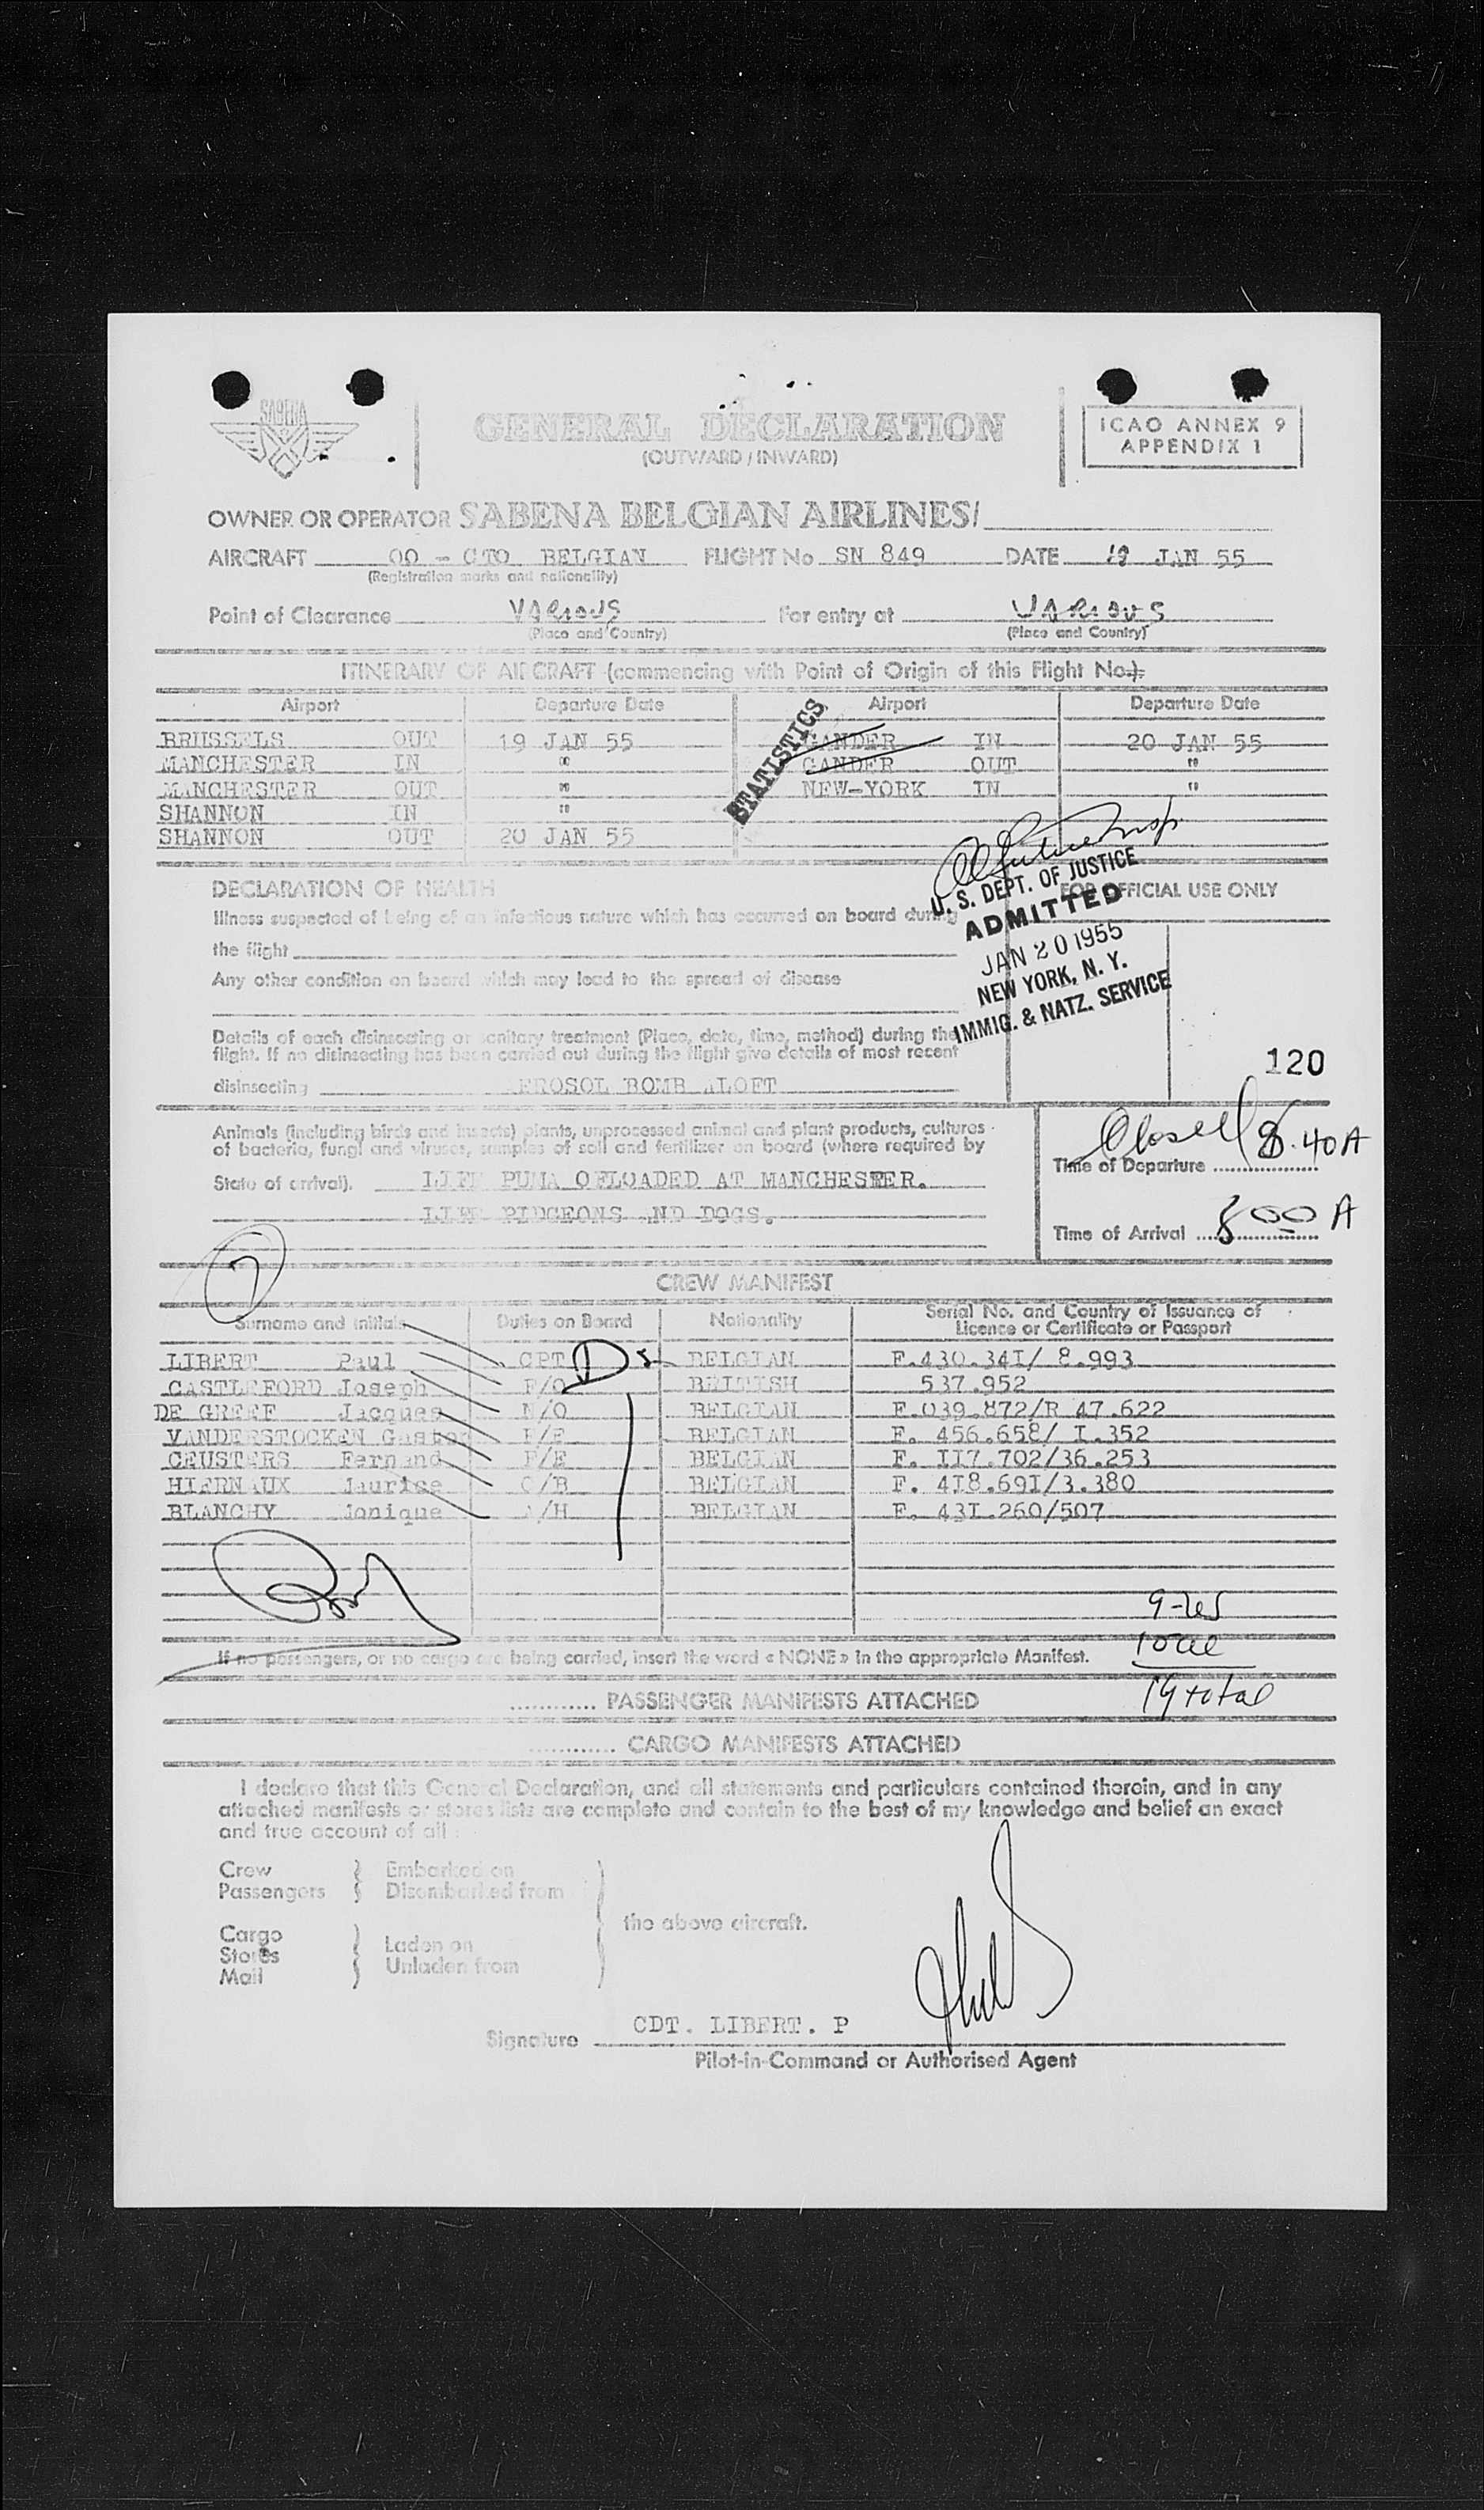 SABENA
GENERAL DECLARATION
(OUTWARD / INWARD)
ICAO ANNEX 9
APPENDIX 1
OWNER OR OPERATOR SABENA BELGIAN AIRLINES/
AIRCRAFT OO - CTO BELGIAN FLIGHT No SN 849 DATE 19 JAN 55
(Registration marks and nationality)
Point of Clearance VARIOUS For entry at VARIOUS
(Place and Country) (Place and Country)
ITINERARY OF AIRCRAFT (commencing with Point of Origin of this Flight No.).
Airport Departure Date Airport Departure Date
BRUSSELS OUT 19 JAN 55 GANDER IN 20 JAN 55
MANCHESTER IN " GANDER OUT "
MANCHESTER OUT " NEW-YORK IN "
SHANNON IN "
SHANNON OUT 20 JAN 55
STATISTICS
DECLARATION OF HEALTH
FOR OFFICIAL USE ONLY
U. S. DEPT. OF JUSTICE
ADMITTED
JAN 20 1955
NEW YORK, N. Y.
IMMIG. & NATZ. SERVICE
Illness suspected of being of an infectious nature which has occurred on board during
the flight
Any other condition on board which may lead to the spread of disease
Details of each disinsecting or sanitary treatment (Place, date, time, method) during the
flight. If no disinsecting has been carried out during the flight give details of most recent
disinsecting AEROSOL BOMB ALOFT
120
Animals (including birds and insects) plants, unprocessed animal and plant products, cultures
of bacteria, fungi and viruses, samples of soil and fertilizer on board (where required by
State of arrival). LIFE PUMA OFLOADED AT MANCHESTER.
LIFE PIDGEONS AND DOGS.
Closed 8.40 A
Time of Departure
Time of Arrival 8 00 A
7
CREW MANIFEST
Surname and initials Duties on Board Nationality Serial No. and Country of Issuance of
Licence or Certificate or Passport
LIBERT Paul CPT BELGIAN F.430.34I/ 8.993
CASTLEFORD Joseph F/O BRITISH 537.952
DE GREEF Jacques N/O BELGIAN F.039.872/R 47.622
VANDERSTOCKEN Gaston F/E BELGIAN F. 456.658/ I.352
CEUSTERS Fernand F/E BELGIAN F. II7.702/36.253
HIERNAUX Maurice C/B BELGIAN F. 4I8.69I/3.380
BLANCHY Monique A/H BELGIAN F. 43I.260/507
If no passengers, or no cargo are being carried, insert the word « NONE » in the appropriate Manifest.
............ PASSENGER MANIFESTS ATTACHED
19 total
............ CARGO MANIFESTS ATTACHED
I declare that this General Declaration, and all statements and particulars contained therein, and in any
attached manifests or stores lists are complete and contain to the best of my knowledge and belief an exact
and true account of all :
Crew Embarked on
Passengers Disembarked from
the above aircraft.
Cargo
Stores Laden on
Mail Unladen from
Signature CDT. LIBERT. P
Pilot-in-Command or Authorised Agent